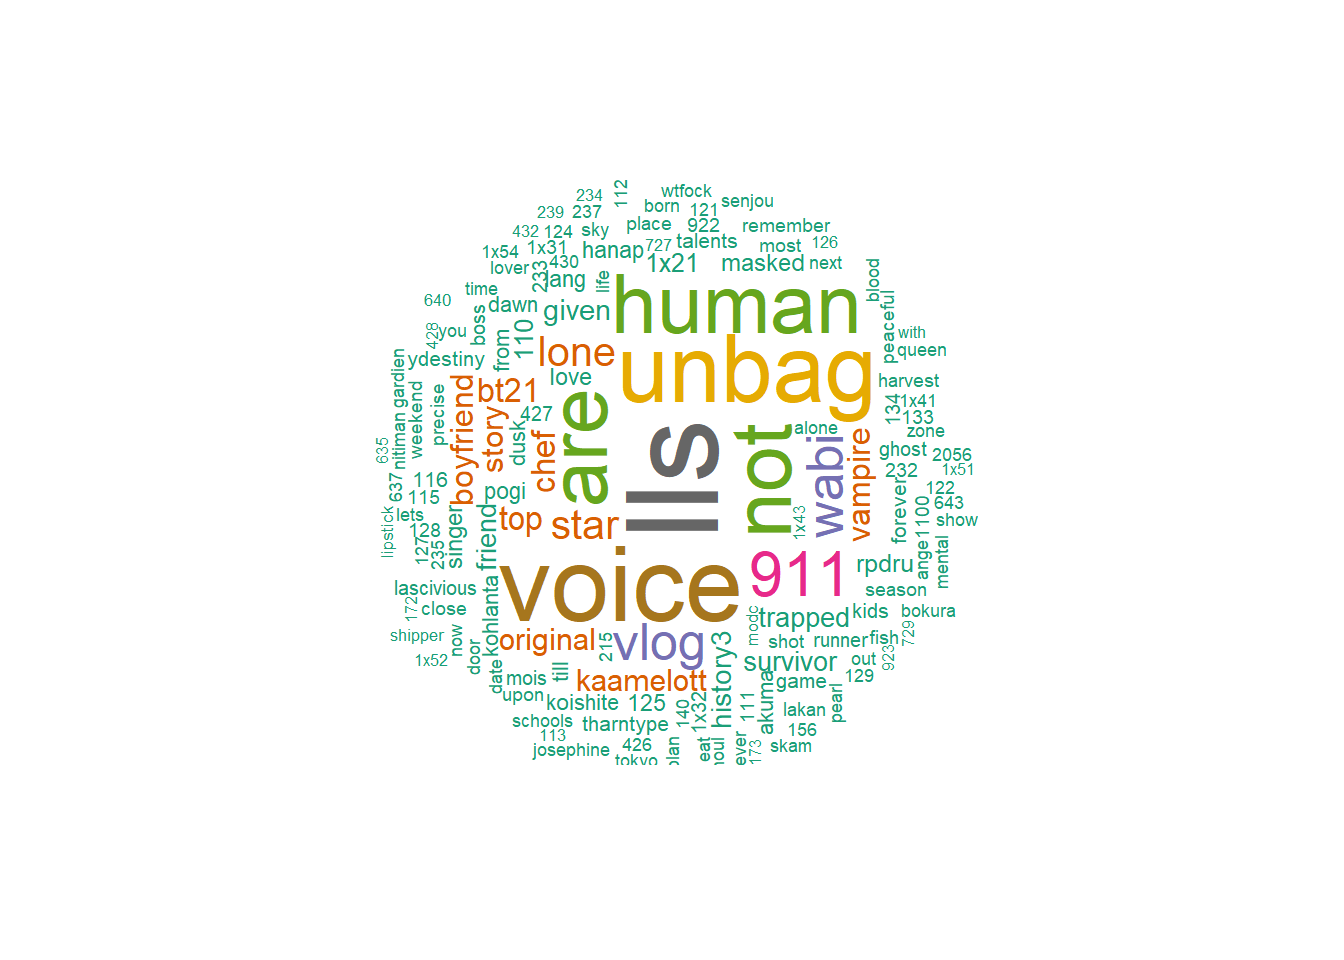 234
112
wtfock
born
senjou
239
237
121
432
124
sky
place
922
remember
1x54
1x31
hanap
727
talents
most
126
lover
430
233
jang
life
1x21
masked
next
blood
time
640
dawn
given
human
peaceful
428
you
boss
from
110
lone
unbag
with
queen
ydestiny
love
boyfriend
bt21
are
harvest
gardien
weekend
precise
story
427
lls
not
134
1x41
133
635
nitiman
dusk
chef
alone
wabi
vampire
zone
ghost
2056
637
116
115
pogi
232
1x51
122
lets
128
singer
friend
top
star
1x43
forever
1100
643
show
lipstick
127
235
voice
911
rpdru
ange
mental
lascivious
172
close
kohlanta
season
shipper
now
original
215
vlog
modc
trapped
kids
bokura
1x52
door
date
till
history3
shot
runner
fish
729
mois
kaamelott
survivor
out
923
upon
koishite
125
140
1x32
111
akuma
game
129
pearl
schools
tharntype
lakan
113
156
josephine
426
tokyo
olan
eat
houl
ever
173
skam